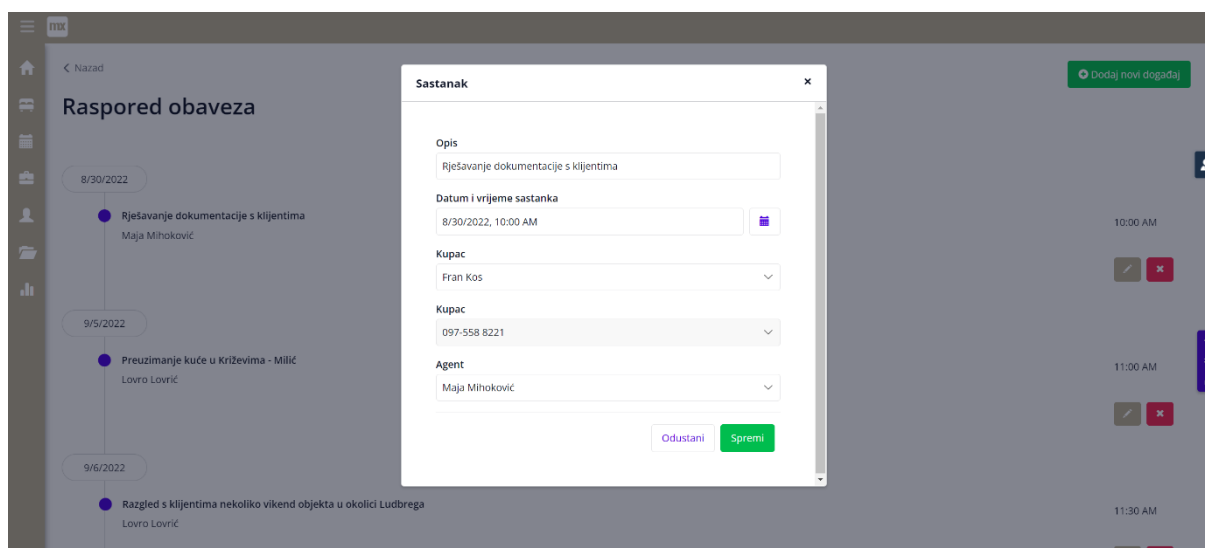 mx
Nazad
Dodaj novi događaj
Raspored obaveza
8/30/2022
Rješavanje dokumentacije s klijentima
Maja Mihoković
10:00 AM
9/5/2022
Preuzimanje kuće u Križevima - Milić
Lovro Lovrić
11:00 AM
9/6/2022
Razgled s klijentima nekoliko vikend objekta u okolici Ludbrega
Lovro Lovrić
11:30 AM
Sastanak
Opis
Rješavanje dokumentacije s klijentima
Datum i vrijeme sastanka
8/30/2022, 10:00 AM
Kupac
Fran Kos
Kupac
097-558 8221
Agent
Maja Mihoković
Odustani
Spremi